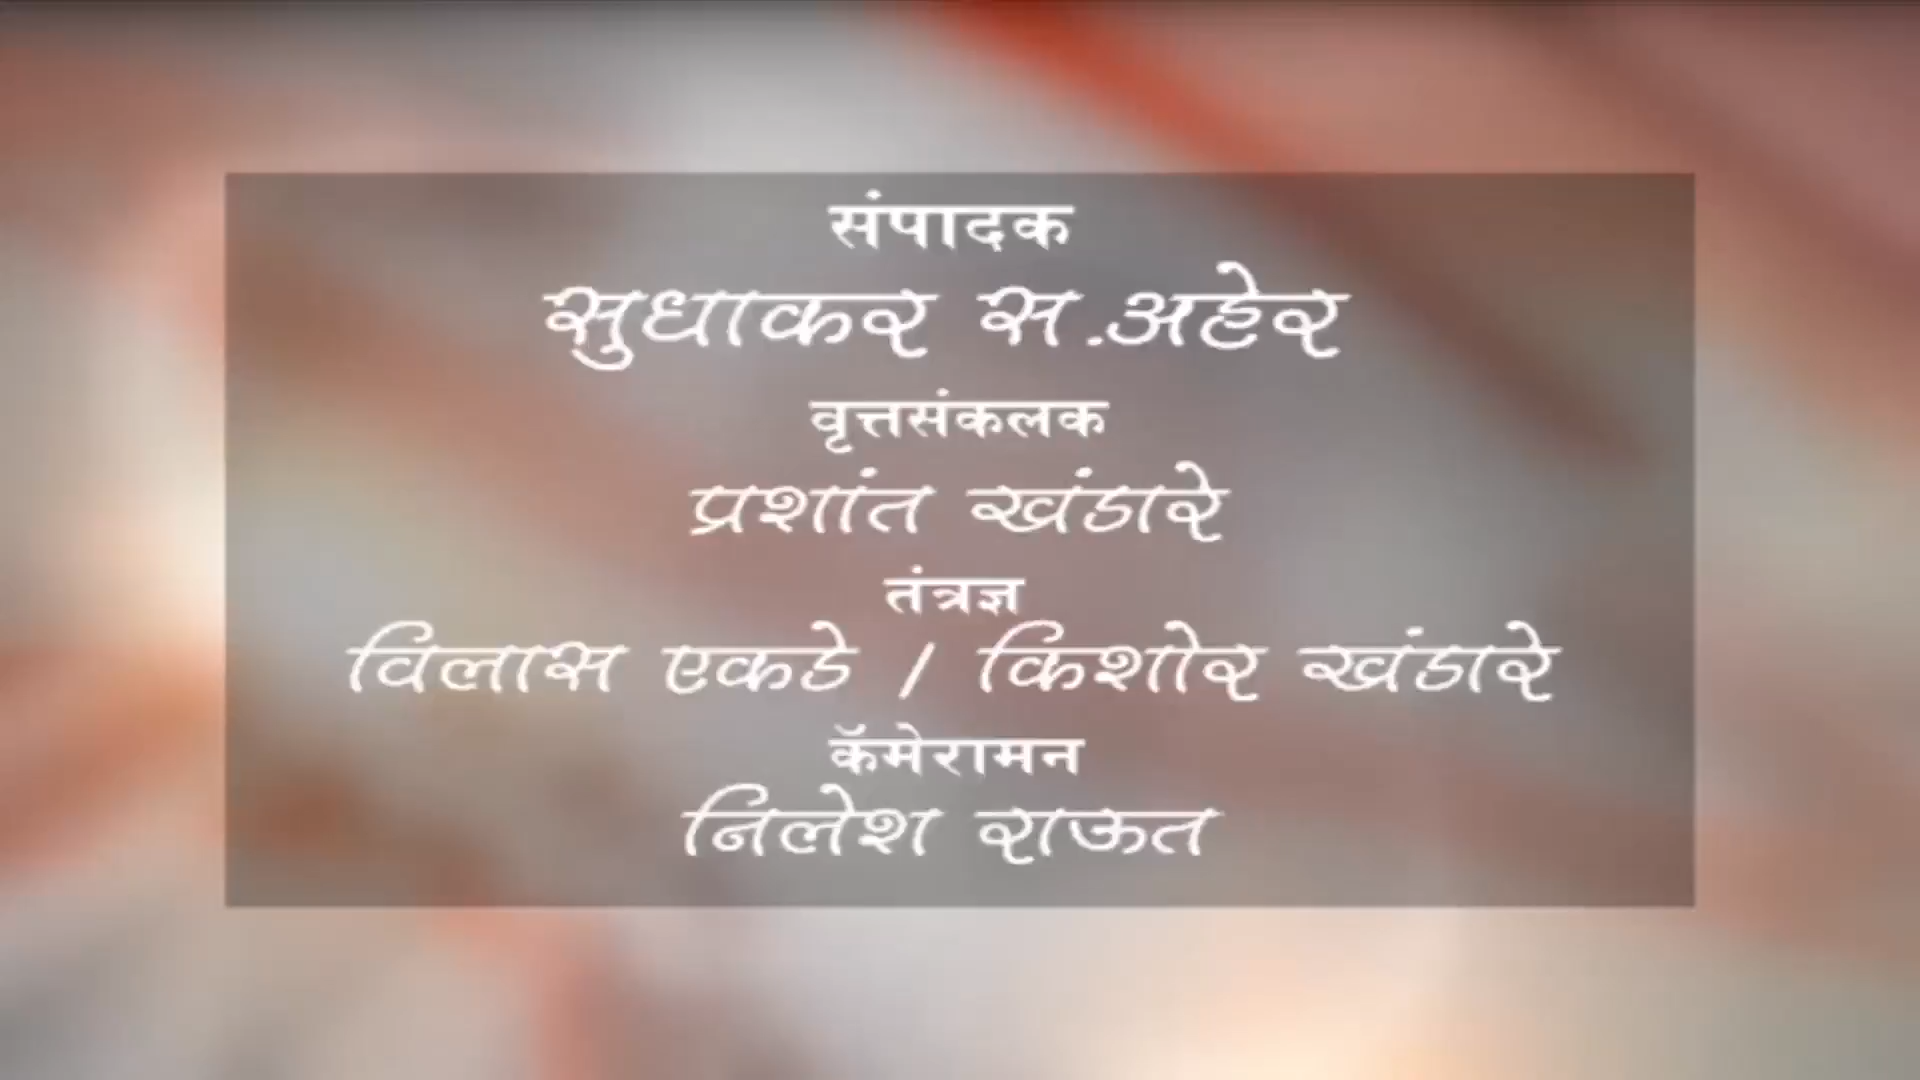 संपादक
सुधाकर स.अहेर
वृत्तसंकलक
प्रशांत खंडारे
तंत्रज्ञ
विलास एकडे / किशोर खंडारे
कॅमेरामन
निलेश राऊत